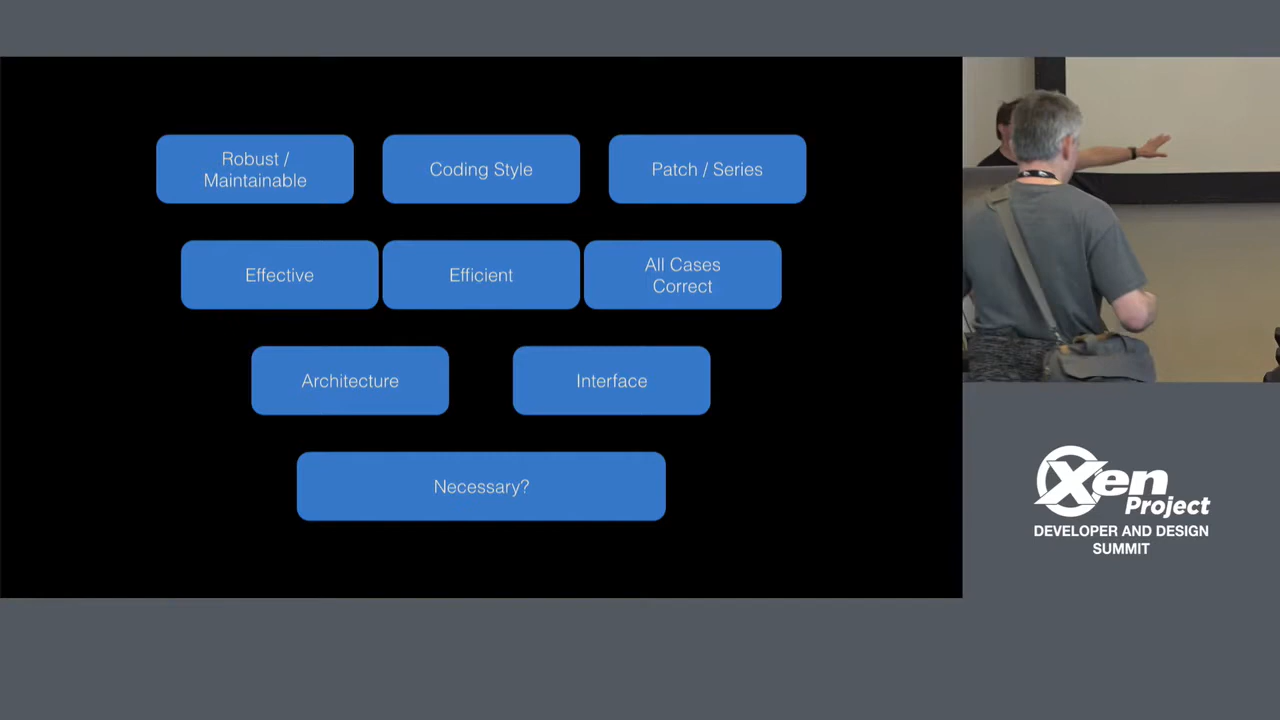 Robust /
Maintainable
Coding Style
Patch / Series
Effective
Efficient
All Cases
Correct
Architecture
Interface
Necessary?
Xen
Project
DEVELOPER AND DESIGN
SUMMIT